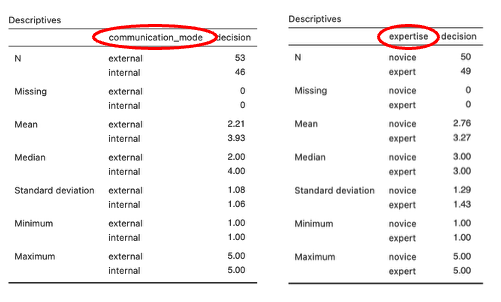 Descriptives
communication_mode decision
N external 53
internal 46
Missing external 0
internal 0
Mean external 2.21
internal 3.93
Median external 2.00
internal 4.00
Standard deviation external 1.08
internal 1.06
Minimum external 1.00
internal 1.00
Maximum external 5.00
internal 5.00
Descriptives
expertise decision
N novice 50
expert 49
Missing novice 0
expert 0
Mean novice 2.76
expert 3.27
Median novice 3.00
expert 3.00
Standard deviation novice 1.29
expert 1.43
Minimum novice 1.00
expert 1.00
Maximum novice 5.00
expert 5.00